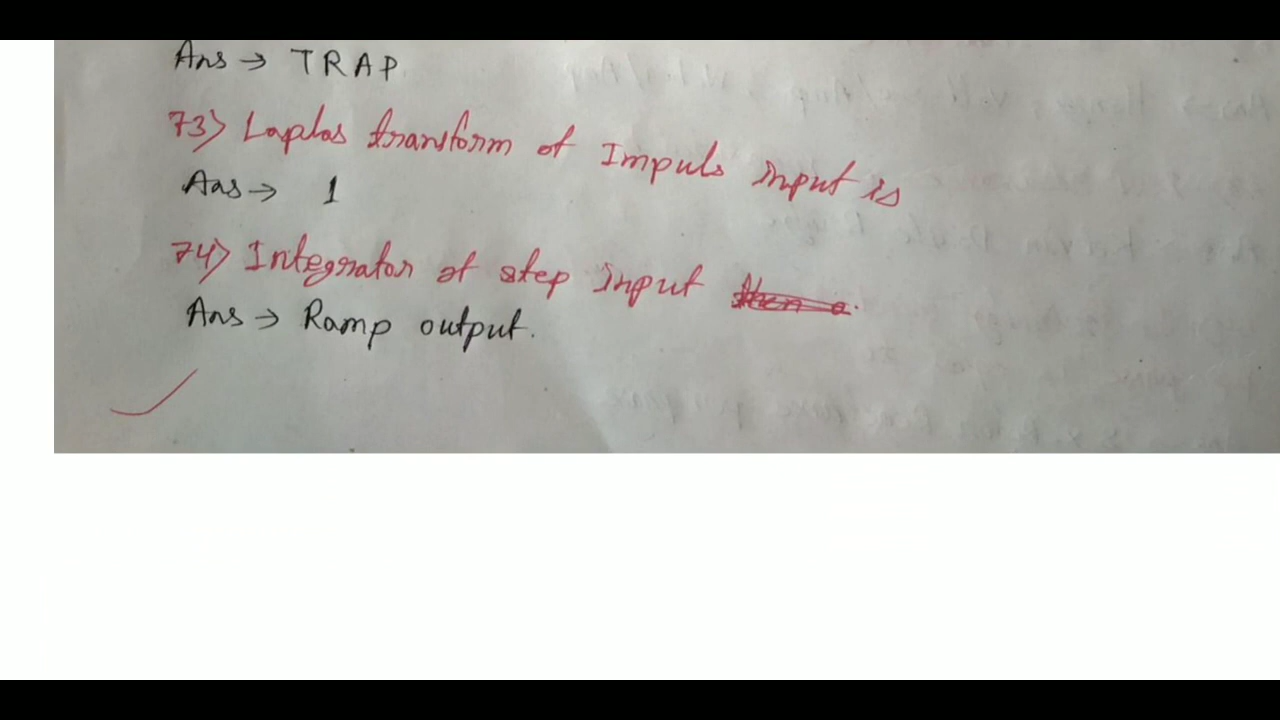 Ans → TRAP
73) Laplas transform of Impuls input is
Ans → 1
74) Integrator of step input
Ans → Ramp output.